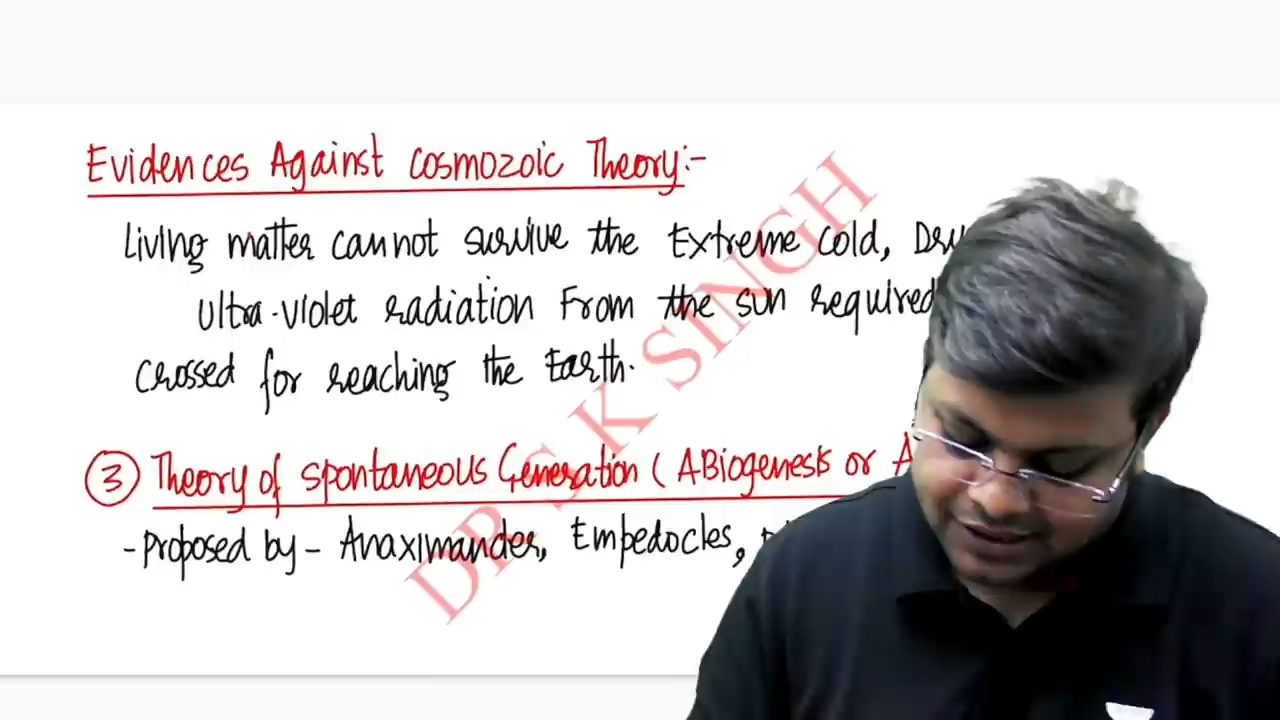 Evidences Against Cosmozoic Theory:-
Living matter cannot survive the Extreme cold,
Ultra-violet radiation From the sun required
crossed for reaching the Earth.
③ Theory of Spontaneous Generation ( ABiogenesis or
-Proposed by - Anaximander, Empedocles,
DR S K SINGH